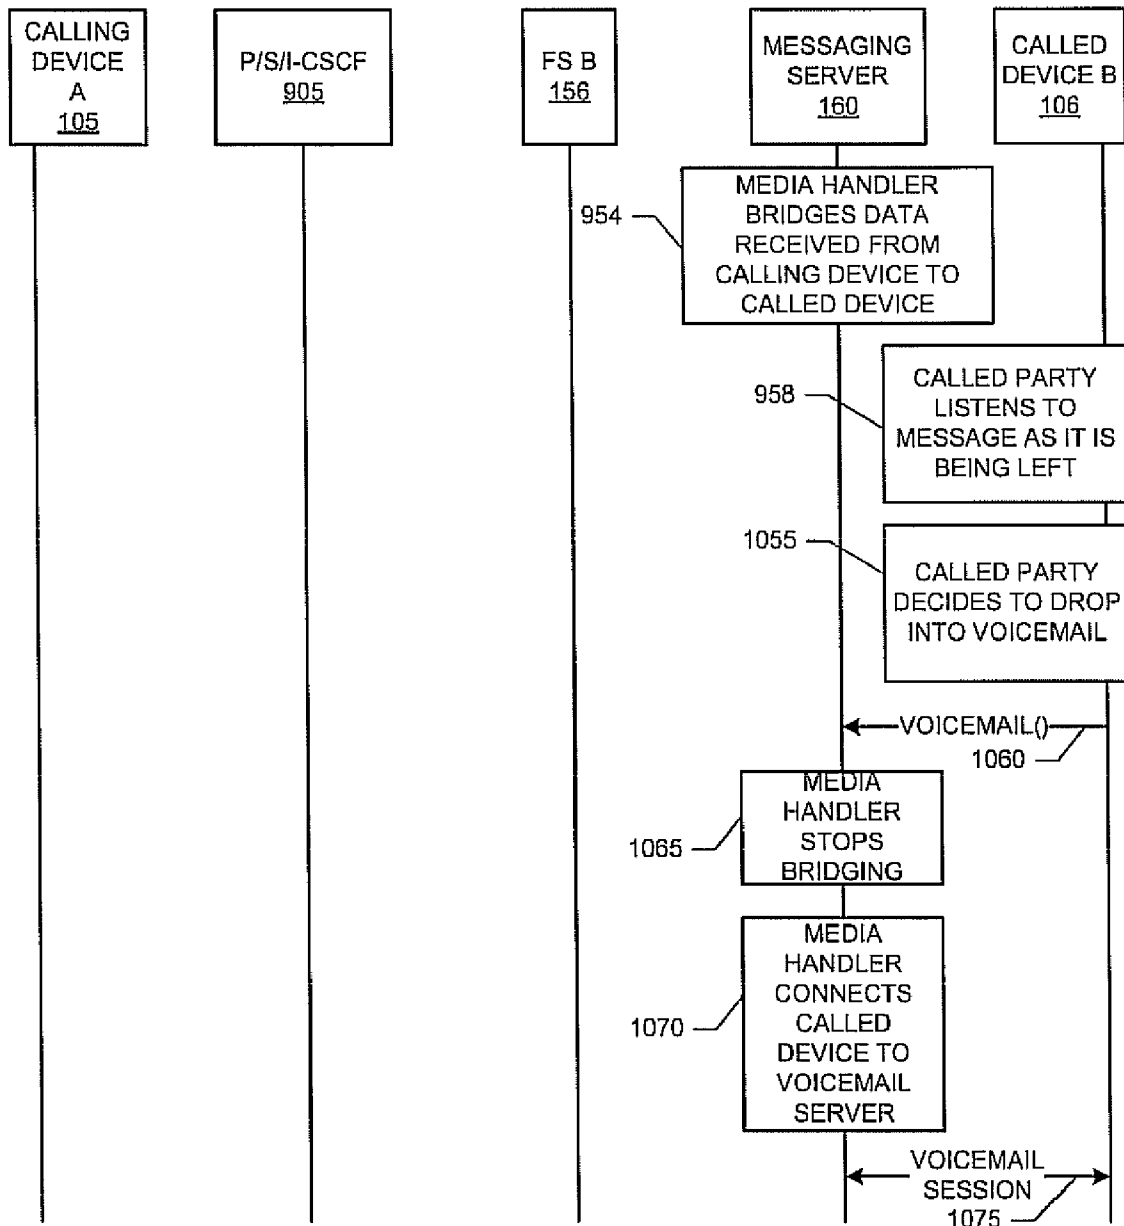 CALLING
DEVICE
A
105
P/S/I-CSCF
905
FS B
156
MESSAGING
SERVER
160
CALLED
DEVICE B
106
954
MEDIA HANDLER
BRIDGES DATA
RECEIVED FROM
CALLING DEVICE TO
CALLED DEVICE
958
CALLED PARTY
LISTENS TO
MESSAGE AS IT IS
BEING LEFT
1055
CALLED PARTY
DECIDES TO DROP
INTO VOICEMAIL
VOICEMAIL()
1060
1065
MEDIA
HANDLER
STOPS
BRIDGING
1070
MEDIA
HANDLER
CONNECTS
CALLED
DEVICE TO
VOICEMAIL
SERVER
VOICEMAIL
SESSION
1075